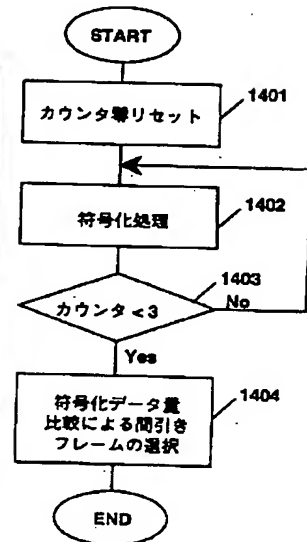 START
カウンタ零リセット
1401
符号化処理
1402
カウンタ<3
1403
No
Yes
符号化データ量
比較による間引き
フレームの選択
1404
END